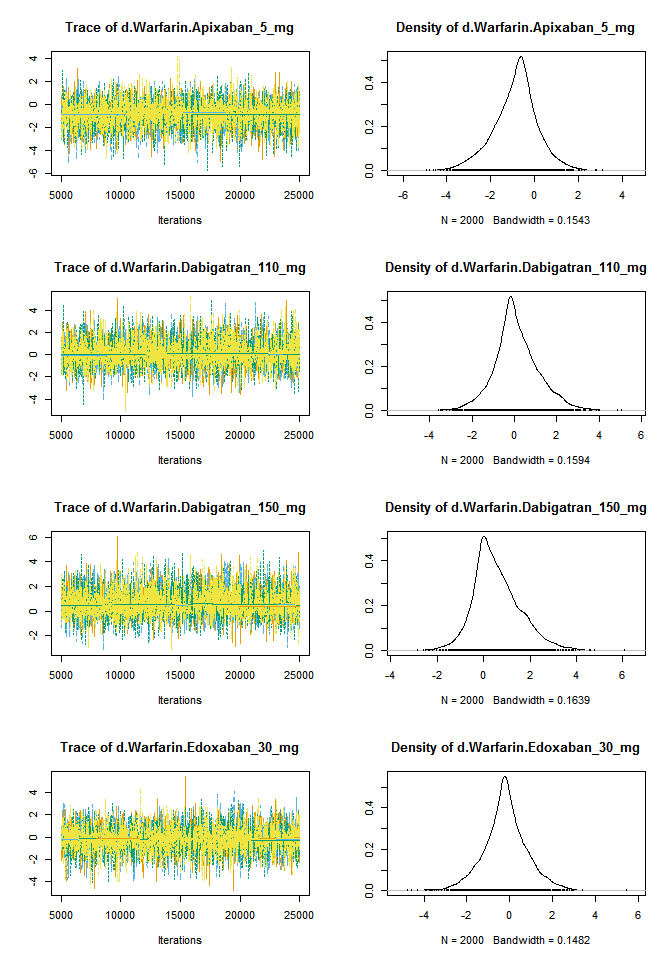 Trace of d.Warfarin.Apixaban_5_mg
4
2
0
-2
-4
-6
5000 10000 15000 20000 25000
Iterations
Density of d.Warfarin.Apixaban_5_mg
0.4
0.2
0.0
-6 -4 -2 0 2 4
N = 2000 Bandwidth = 0.1543
Trace of d.Warfarin.Dabigatran_110_mg
4
2
0
-2
-4
5000 10000 15000 20000 25000
Iterations
Density of d.Warfarin.Dabigatran_110_mg
0.4
0.2
0.0
-4 -2 0 2 4 6
N = 2000 Bandwidth = 0.1594
Trace of d.Warfarin.Dabigatran_150_mg
6
4
2
0
-2
5000 10000 15000 20000 25000
Iterations
Density of d.Warfarin.Dabigatran_150_mg
0.4
0.2
0.0
-4 -2 0 2 4 6
N = 2000 Bandwidth = 0.1639
Trace of d.Warfarin.Edoxaban_30_mg
4
2
0
-2
-4
5000 10000 15000 20000 25000
Iterations
Density of d.Warfarin.Edoxaban_30_mg
0.4
0.2
0.0
-4 -2 0 2 4 6
N = 2000 Bandwidth = 0.1482